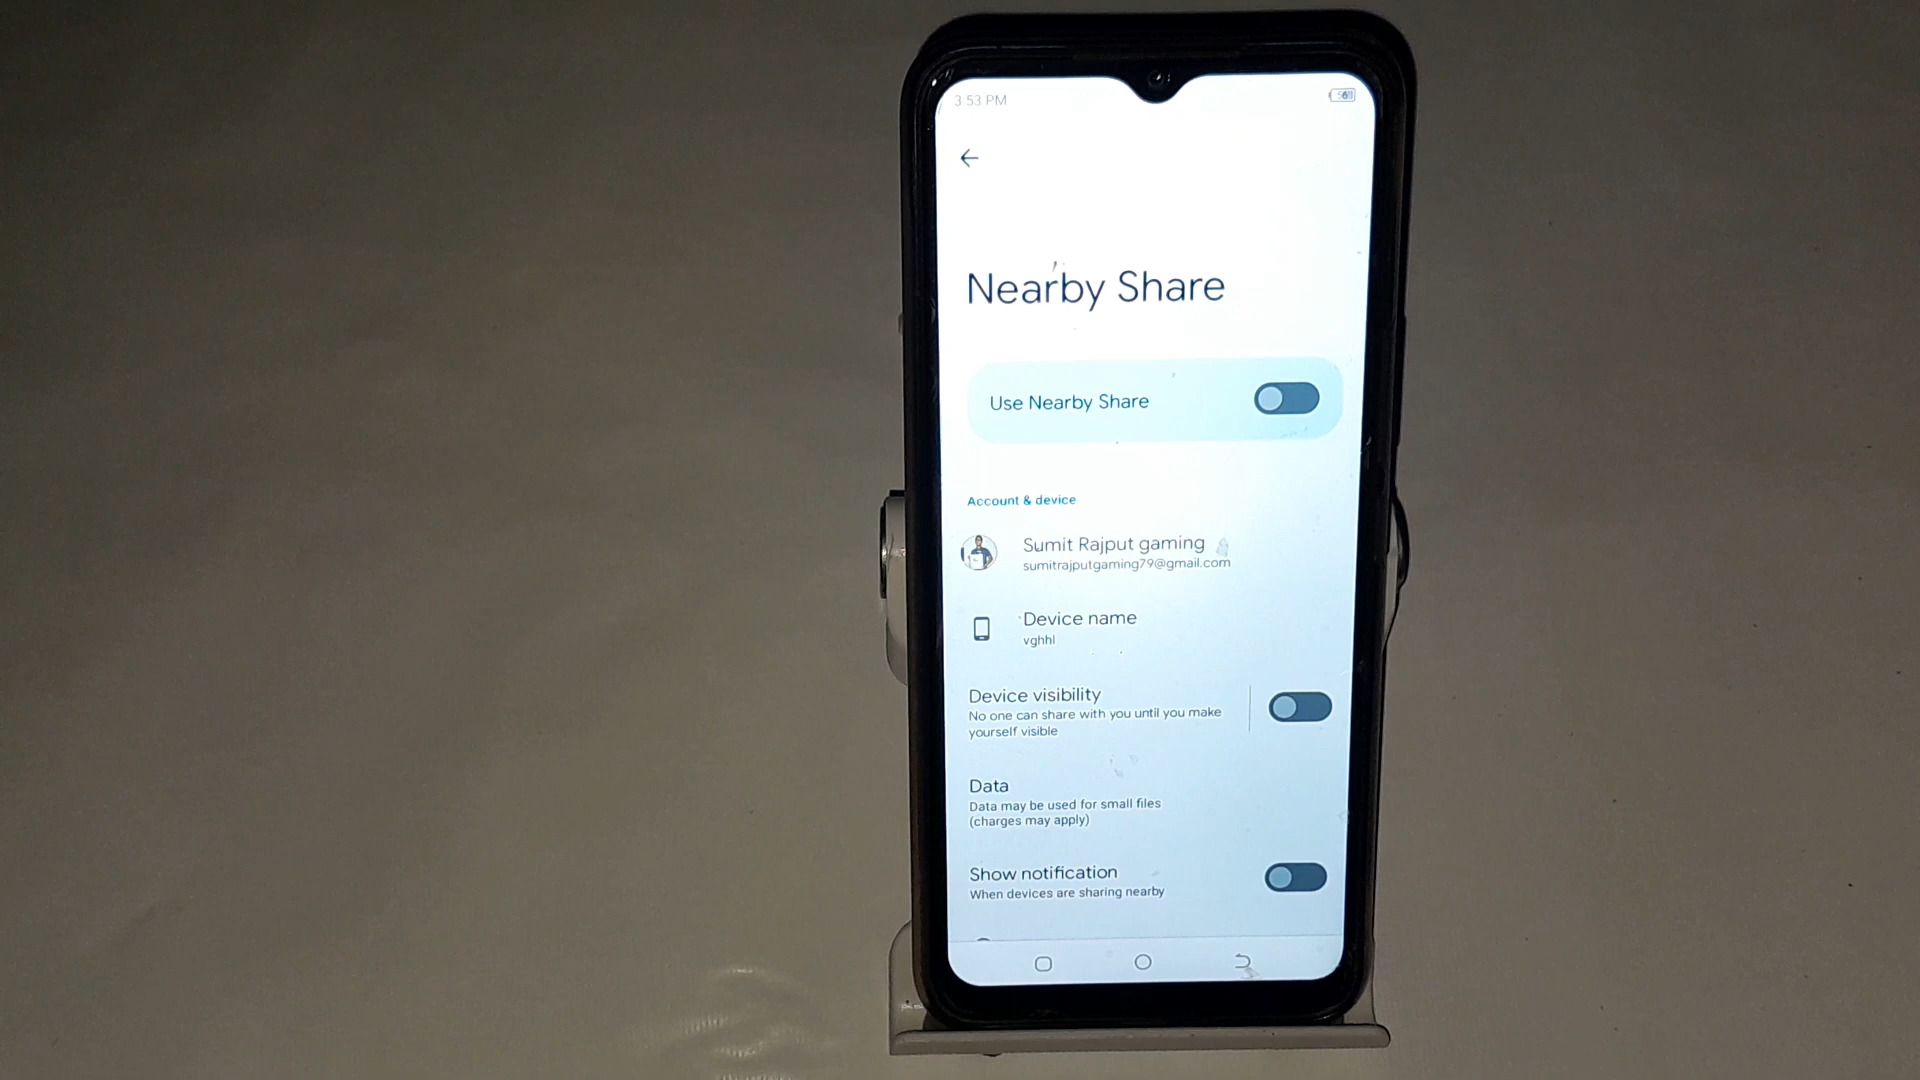 3 53 PM
Nearby Share
Use Nearby Share
Account & device
Sumit Rajput gaming
sumitrajputgaming79@gmail.com
Device name
vghhl
Device visibility
No one can share with you until you make
yourself visible
Data
Data may be used for small files
(charges may apply)
Show notification
When devices are sharing nearby